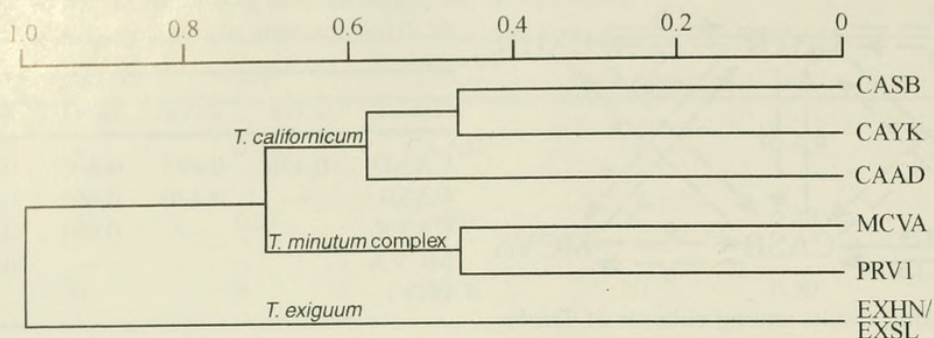 1.0 0.8 0.6 0.4 0.2 0
CASB
T. californicum
CAYK
CAAD
MCVA
T. minutum complex
PRV1
T. exiguum
EXHN/
EXSL